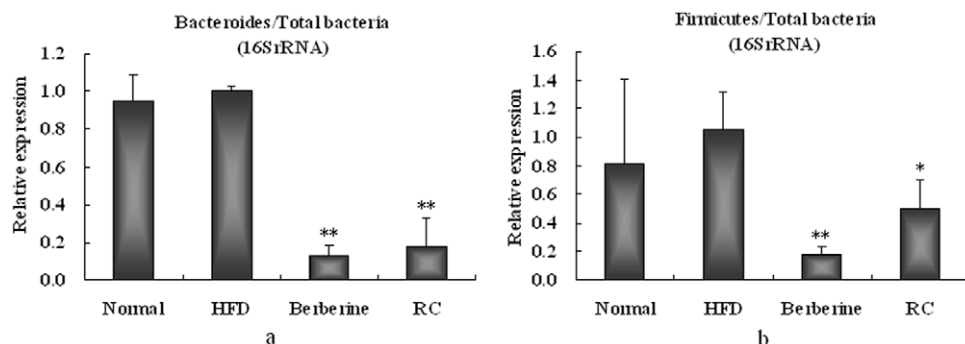 Bacteroides/Total bacteria
(16SrRNA)
Relative expression
1.2
1.0
0.8
0.6
0.4
0.2
0.0
**
**
Normal HFD Berberine RC
a
Firmicutes/Total bacteria
(16SrRNA)
Relative expression
1.6
1.4
1.2
1.0
0.8
0.6
0.4
0.2
0.0
**
*
Normal HFD Berberine RC
b